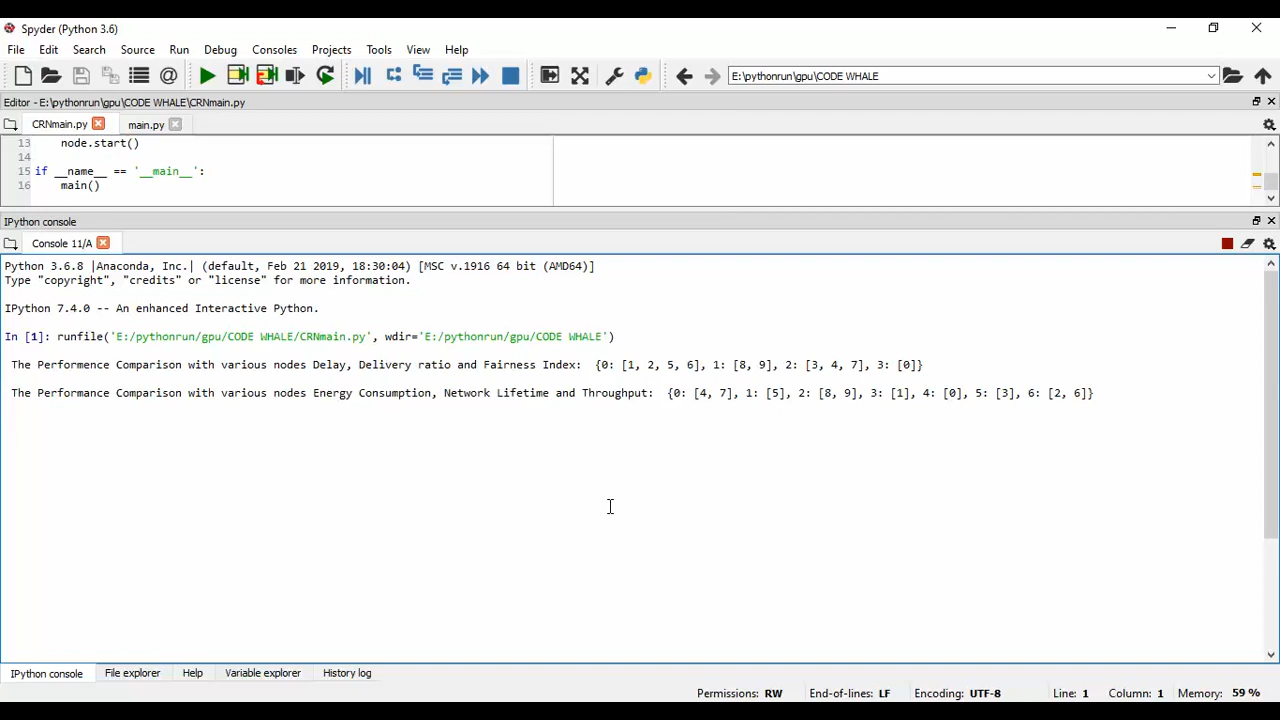 Spyder (Python 3.6)
File Edit Search Source Run Debug Consoles Projects Tools View Help
E:\pythonrun\gpu\CODE WHALE
Editor - E:\pythonrun\gpu\CODE WHALE\CRNmain.py
CRNmain.py main.py
13 node.start()
14
15 if __name__ == '__main__':
16 main()
IPython console
Console 11/A
Python 3.6.8 |Anaconda, Inc.| (default, Feb 21 2019, 18:30:04) [MSC v.1916 64 bit (AMD64)]
Type "copyright", "credits" or "license" for more information.
IPython 7.4.0 -- An enhanced Interactive Python.
In [1]: runfile('E:/pythonrun/gpu/CODE WHALE/CRNmain.py', wdir='E:/pythonrun/gpu/CODE WHALE')
The Performence Comparison with various nodes Delay, Delivery ratio and Fairness Index: {0: [1, 2, 5, 6], 1: [8, 9], 2: [3, 4, 7], 3: [0]}
The Performance Comparison with various nodes Energy Consumption, Network Lifetime and Throughput: {0: [4, 7], 1: [5], 2: [8, 9], 3: [1], 4: [0], 5: [3], 6: [2, 6]}
IPython console File explorer Help Variable explorer History log
Permissions: RW End-of-lines: LF Encoding: UTF-8 Line: 1 Column: 1 Memory: 59 %